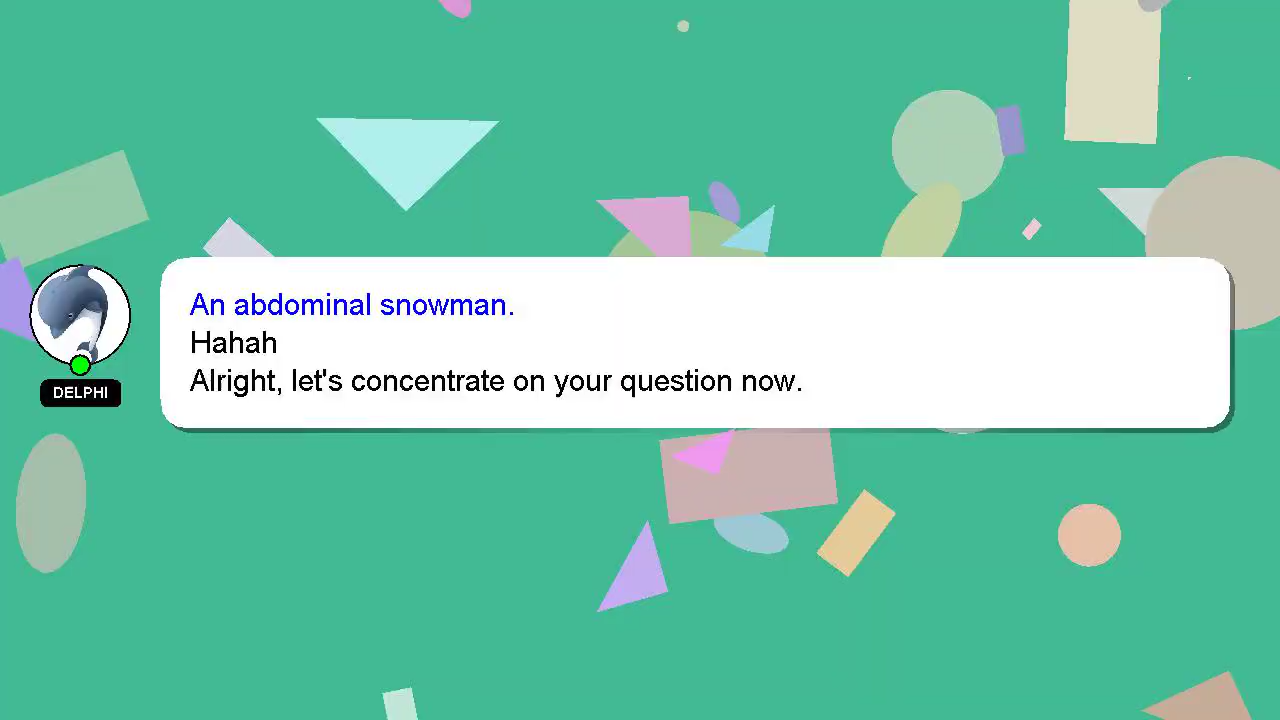 An abdominal snowman.
Hahah
Alright, let's concentrate on your question now.
DELPHI